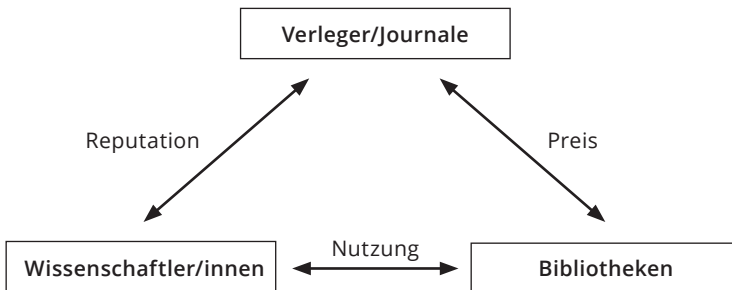 Verleger/Journale
Reputation
Preis
Nutzung
Wissenschaftler/innen
Bibliotheken